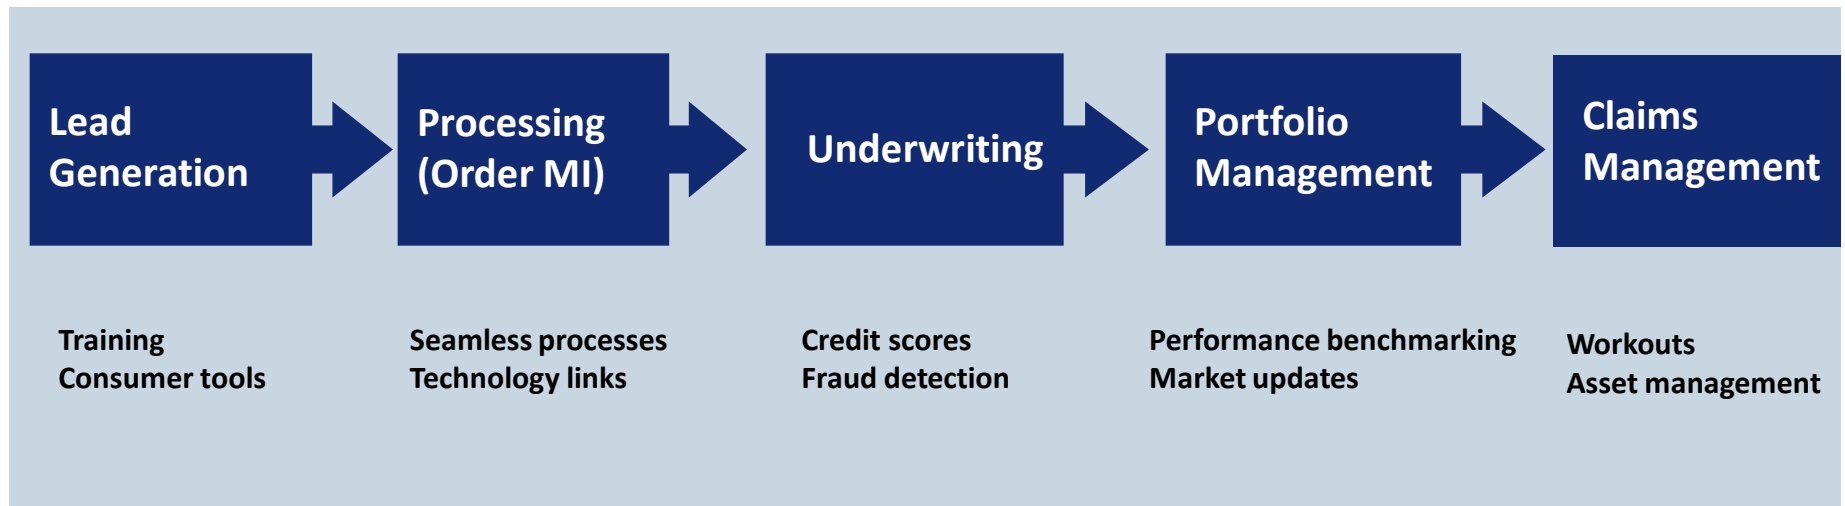 Lead
Generation
Processing
(Order MI)
Underwriting
Portfolio
Management
Claims
Management
Training
Consumer tools
Seamless processes
Technology links
Credit scores
Fraud detection
Performance benchmarking
Market updates
Workouts
Asset management